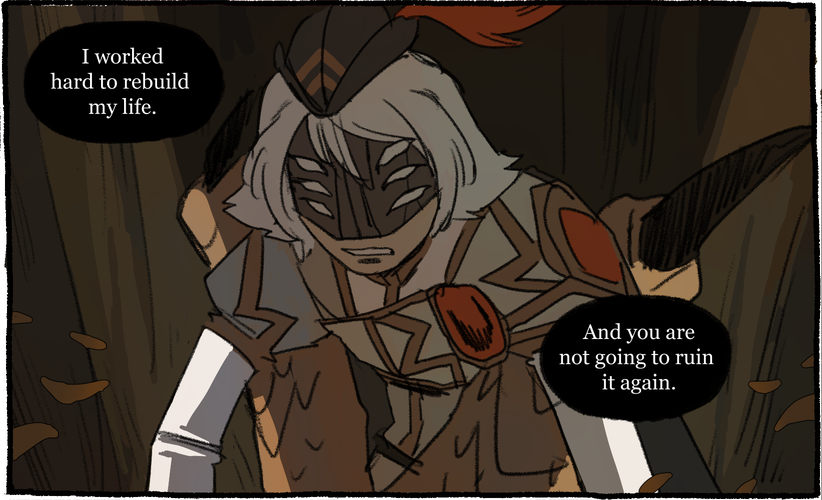 I worked
hard to rebuild
my life.
And you are
not going to ruin
it again.